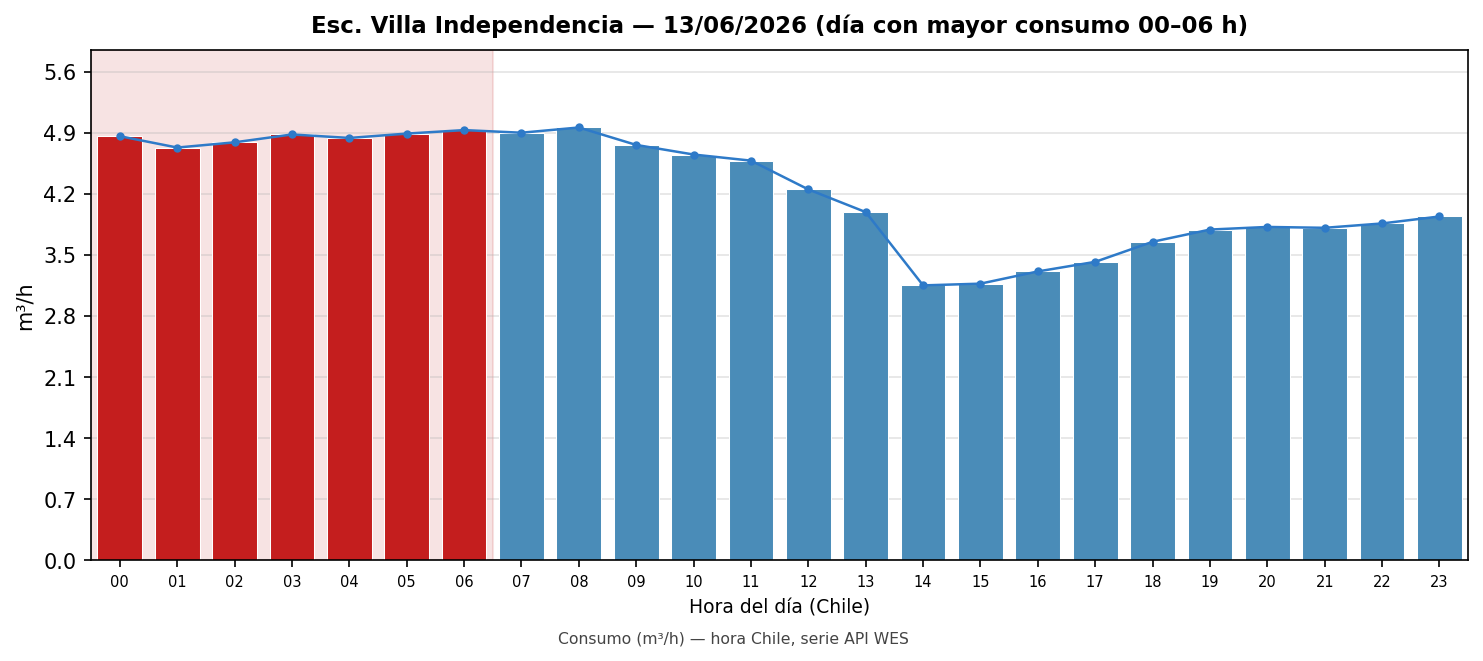 Esc. Villa Independencia — 13/06/2026 (día con mayor consumo 00–06 h)
m³/h
5.6
4.9
4.2
3.5
2.8
2.1
1.4
0.7
0.0
00 01 02 03 04 05 06 07 08 09 10 11 12 13 14 15 16 17 18 19 20 21 22 23
Hora del día (Chile)
Consumo (m³/h) — hora Chile, serie API WES